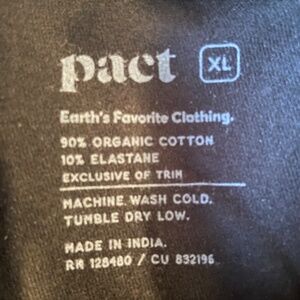 pact XL
Earth's Favorite Clothing.
90% ORGANIC COTTON
10% ELASTANE
EXCLUSIVE OF TRIM
MACHINE WASH COLD.
TUMBLE DRY LOW.
MADE IN INDIA.
RN 128480 / CU 832196